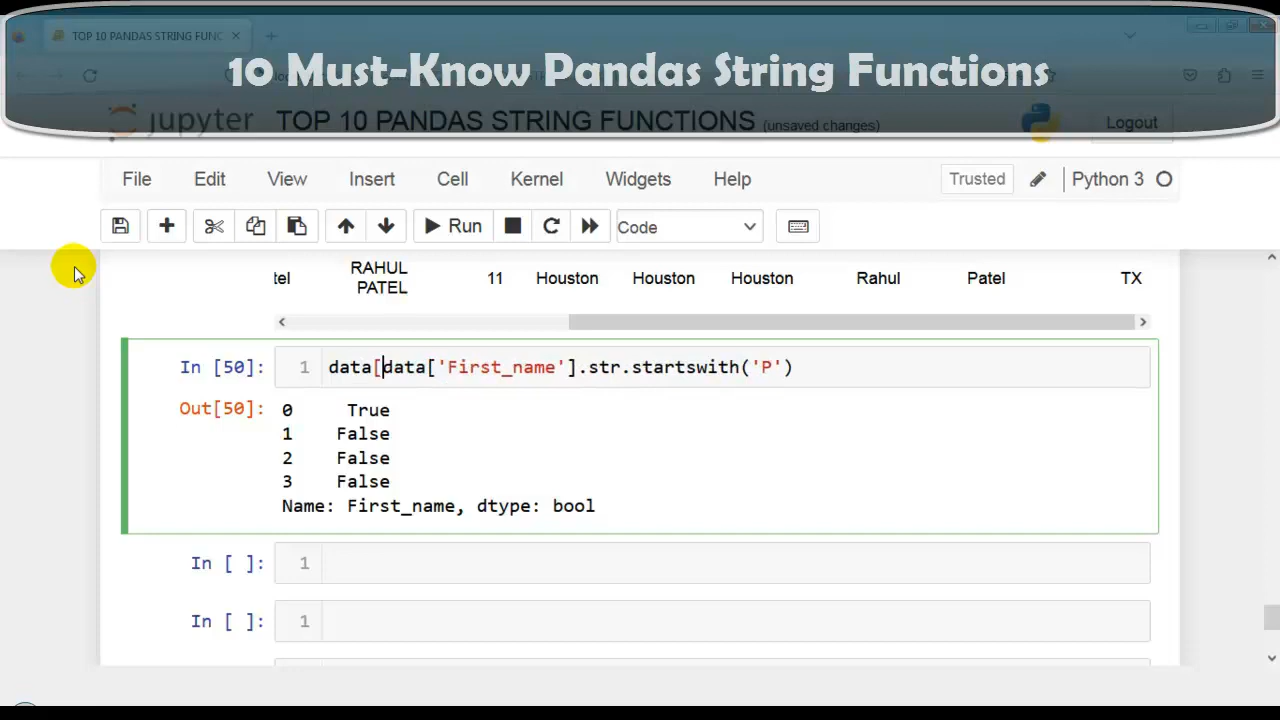 TOP 10 PANDAS STRING FUNC
10 Must-Know Pandas String Functions
jupyter TOP 10 PANDAS STRING FUNCTIONS (unsaved changes) Logout
File Edit View Insert Cell Kernel Widgets Help Trusted Python 3
Run Code
tel RAHUL PATEL 11 Houston Houston Houston Rahul Patel TX
In [50]: 1 data[data['First_name'].str.startswith('P')
Out[50]: 0 True
1 False
2 False
3 False
Name: First_name, dtype: bool
In [ ]: 1
In [ ]: 1